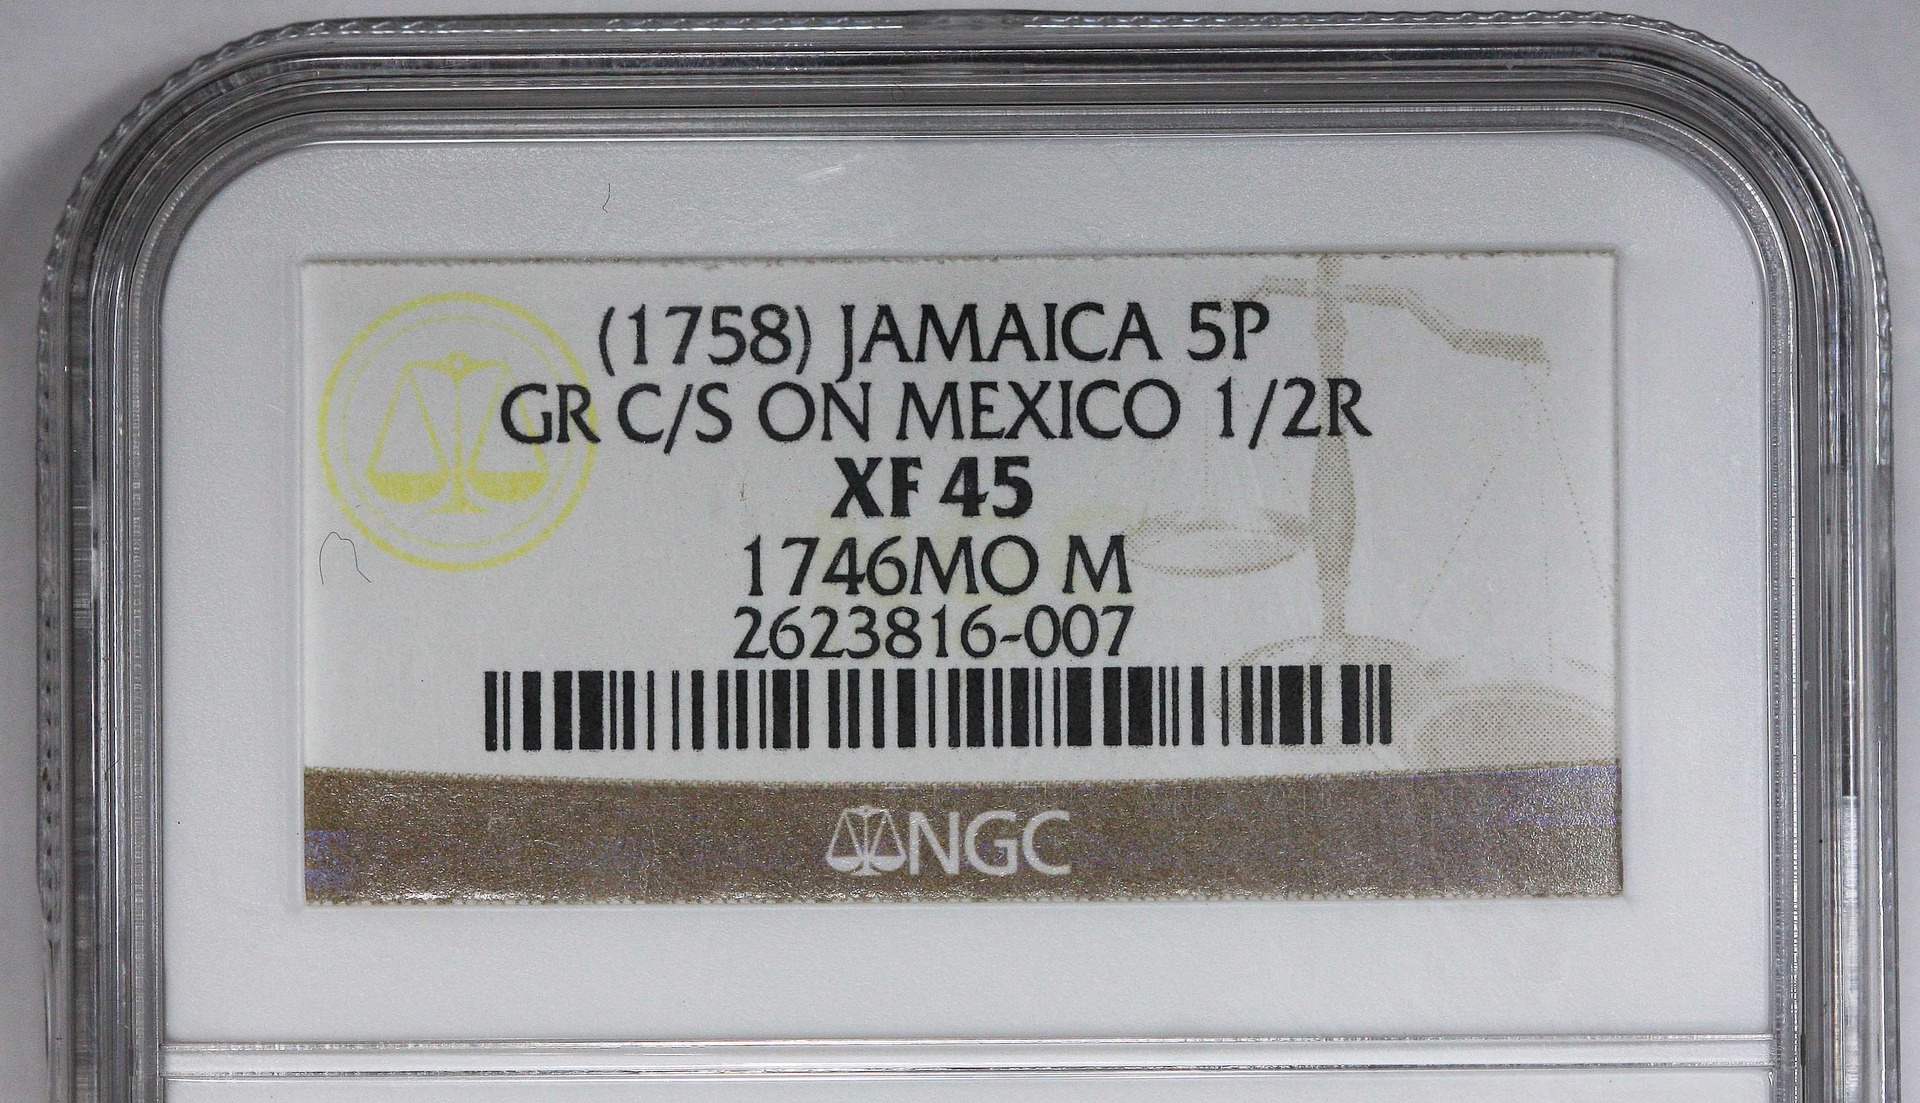 (1758) JAMAICA 5P
GR C/S ON MEXICO 1/2R
XF 45
1746MO M
2623816-007
NGC